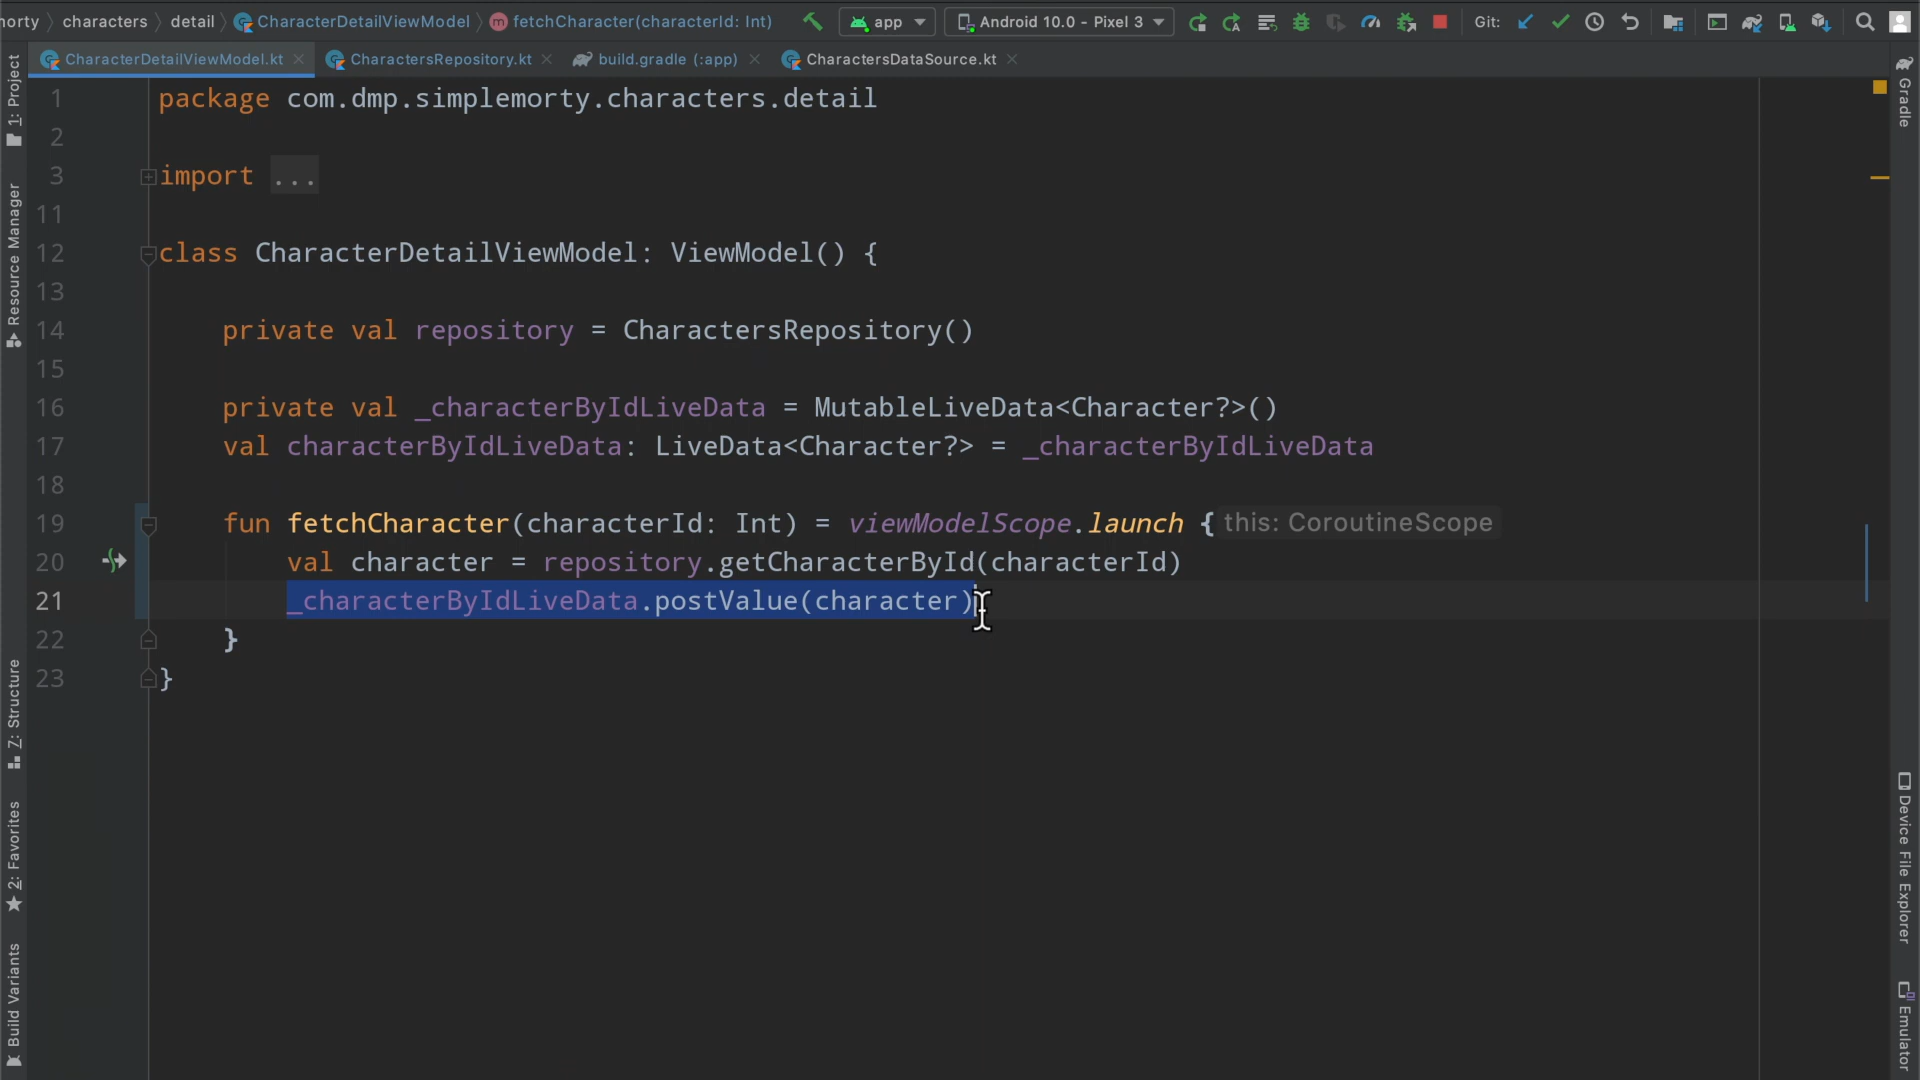 orty › characters › detail › CharacterDetailViewModel › m fetchCharacter(characterId: Int) app Android 10.0 - Pixel 3 Git:
CharacterDetailViewModel.kt CharactersRepository.kt build.gradle (:app) CharactersDataSource.kt
1: Project
Resource Manager
Z: Structure
2: Favorites
Build Variants
1 package com.dmp.simplemorty.characters.detail
2
3 import ...
11
12 class CharacterDetailViewModel: ViewModel() {
13
14 private val repository = CharactersRepository()
15
16 private val _characterByIdLiveData = MutableLiveData<Character?>()
17 val characterByIdLiveData: LiveData<Character?> = _characterByIdLiveData
18
19 fun fetchCharacter(characterId: Int) = viewModelScope.launch { this: CoroutineScope
20 val character = repository.getCharacterById(characterId)
21 _characterByIdLiveData.postValue(character)
22 }
23 }
Gradle
Device File Explorer
Emulator